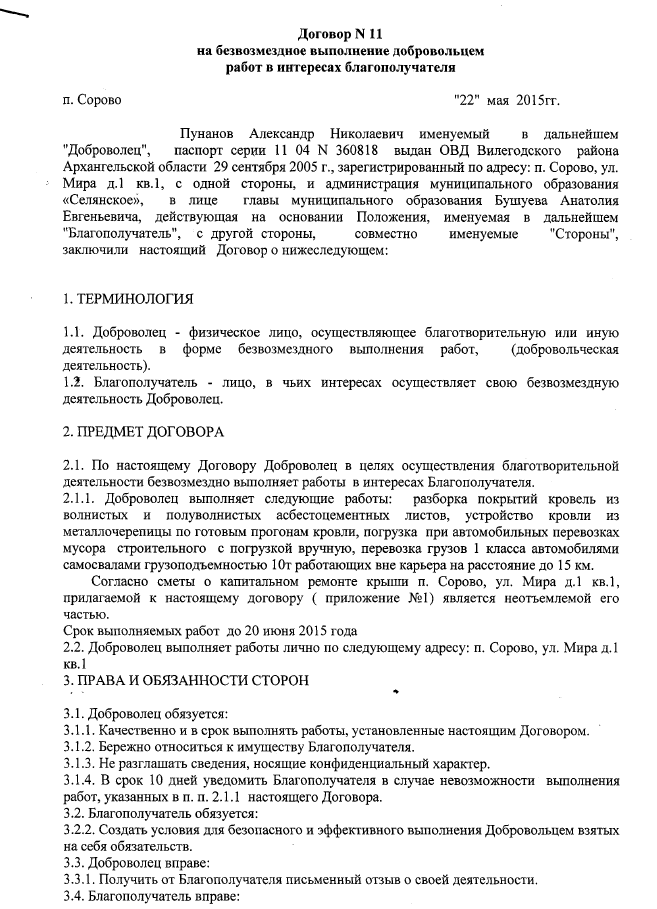 Договор N 11
на безвозмездное выполнение добровольцем
работ в интересах благополучателя
п. Сорово "22" мая 2015гг.
Пунанов Александр Николаевич именуемый в дальнейшем
"Доброволец", паспорт серии 11 04 N 360818 выдан ОВД Вилегодского района
Архангельской области 29 сентября 2005 г., зарегистрированный по адресу: п. Сорово, ул.
Мира д.1 кв.1, с одной стороны, и администрация муниципального образования
«Селянское», в лице главы муниципального образования Бушуева Анатолия
Евгеньевича, действующая на основании Положения, именуемая в дальнейшем
"Благополучатель", с другой стороны, совместно именуемые "Стороны",
заключили настоящий Договор о нижеследующем:
1. ТЕРМИНОЛОГИЯ
1.1. Доброволец - физическое лицо, осуществляющее благотворительную или иную
деятельность в форме безвозмездного выполнения работ, (добровольческая
деятельность).
1.2. Благополучатель - лицо, в чьих интересах осуществляет свою безвозмездную
деятельность Доброволец.
2. ПРЕДМЕТ ДОГОВОРА
2.1. По настоящему Договору Доброволец в целях осуществления благотворительной
деятельности безвозмездно выполняет работы в интересах Благополучателя.
2.1.1. Доброволец выполняет следующие работы: разборка покрытий кровель из
волнистых и полуволнистых асбестоцементных листов, устройство кровли из
металлочерепицы по готовым прогонам кровли, погрузка при автомобильных перевозках
мусора строительного с погрузкой вручную, перевозка грузов 1 класса автомобилями
самосвалами грузоподъемностью 10т работающих вне карьера на расстояние до 15 км.
Согласно сметы о капитальном ремонте крыши п. Сорово, ул. Мира д.1 кв.1,
прилагаемой к настоящему договору ( приложение №1) является неотъемлемой его
частью.
Срок выполняемых работ до 20 июня 2015 года
2.2. Доброволец выполняет работы лично по следующему адресу: п. Сорово, ул. Мира д.1
кв.1
3. ПРАВА И ОБЯЗАННОСТИ СТОРОН
3.1. Доброволец обязуется:
3.1.1. Качественно и в срок выполнять работы, установленные настоящим Договором.
3.1.2. Бережно относиться к имуществу Благополучателя.
3.1.3. Не разглашать сведения, носящие конфиденциальный характер.
3.1.4. В срок 10 дней уведомить Благополучателя в случае невозможности выполнения
работ, указанных в п. п. 2.1.1 настоящего Договора.
3.2. Благополучатель обязуется:
3.2.2. Создать условия для безопасного и эффективного выполнения Добровольцем взятых
на себя обязательств.
3.3. Доброволец вправе:
3.3.1. Получить от Благополучателя письменный отзыв о своей деятельности.
3.4. Благополучатель вправе: